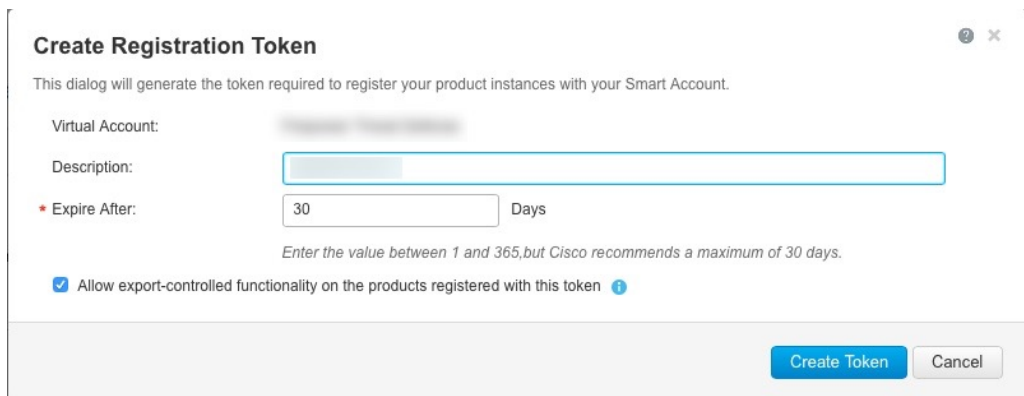 Create Registration Token
This dialog will generate the token required to register your product instances with your Smart Account.
Virtual Account:
Description:
* Expire After: 30 Days
Enter the value between 1 and 365,but Cisco recommends a maximum of 30 days.
Allow export-controlled functionality on the products registered with this token
Create Token Cancel